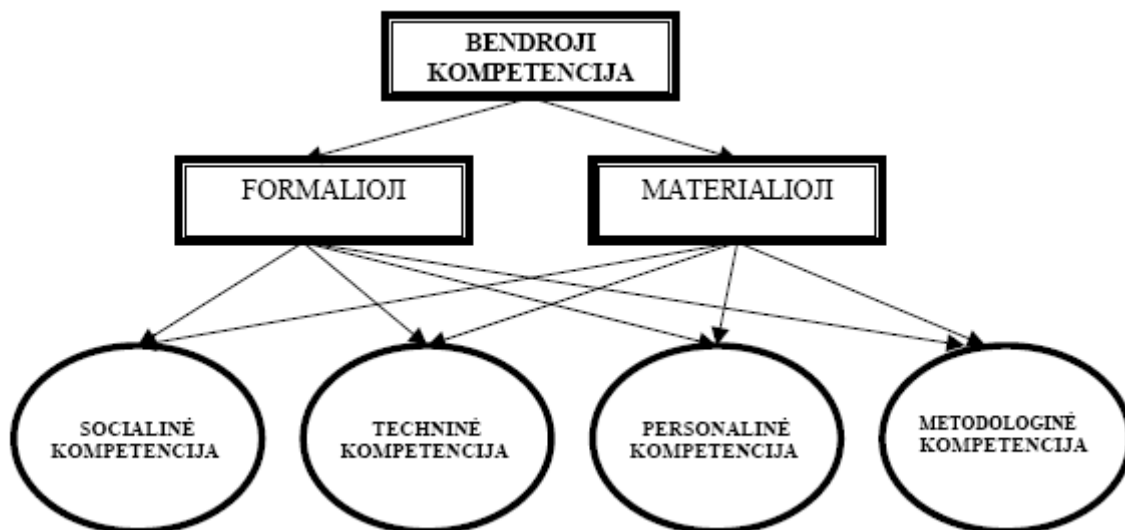 BENDROJI
KOMPETENCIJA
FORMALIOJI
MATERIALIOJI
SOCIALINĖ
KOMPETENCIJA
TECHNINĖ
KOMPETENCIJA
PERSONALINĖ
KOMPETENCIJA
METODOLOGINĖ
KOMPETENCIJA